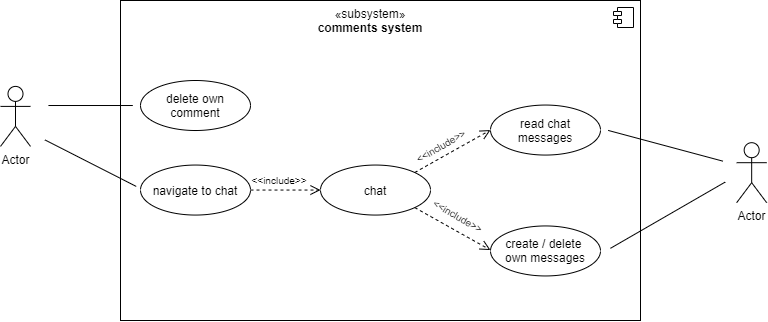 «subsystem»
comments system
delete own
comment
Actor
navigate to chat
<<include>>
chat
<<include>>
read chat
messages
<<include>>
create / delete
own messages
Actor